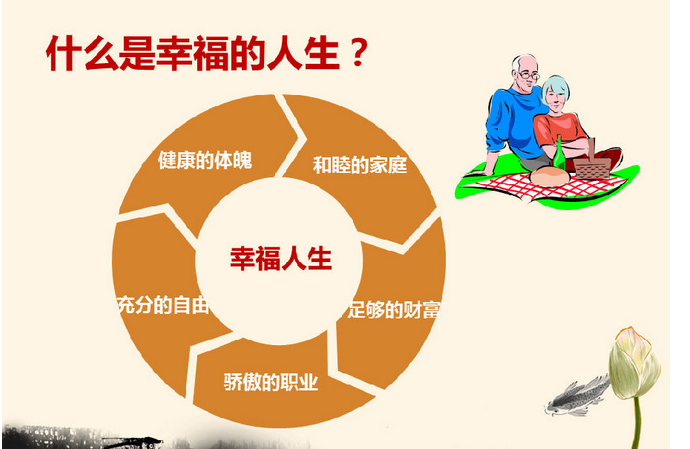 什么是幸福的人生？
健康的体魄
和睦的家庭
幸福人生
充分的自由
足够的财富
骄傲的职业